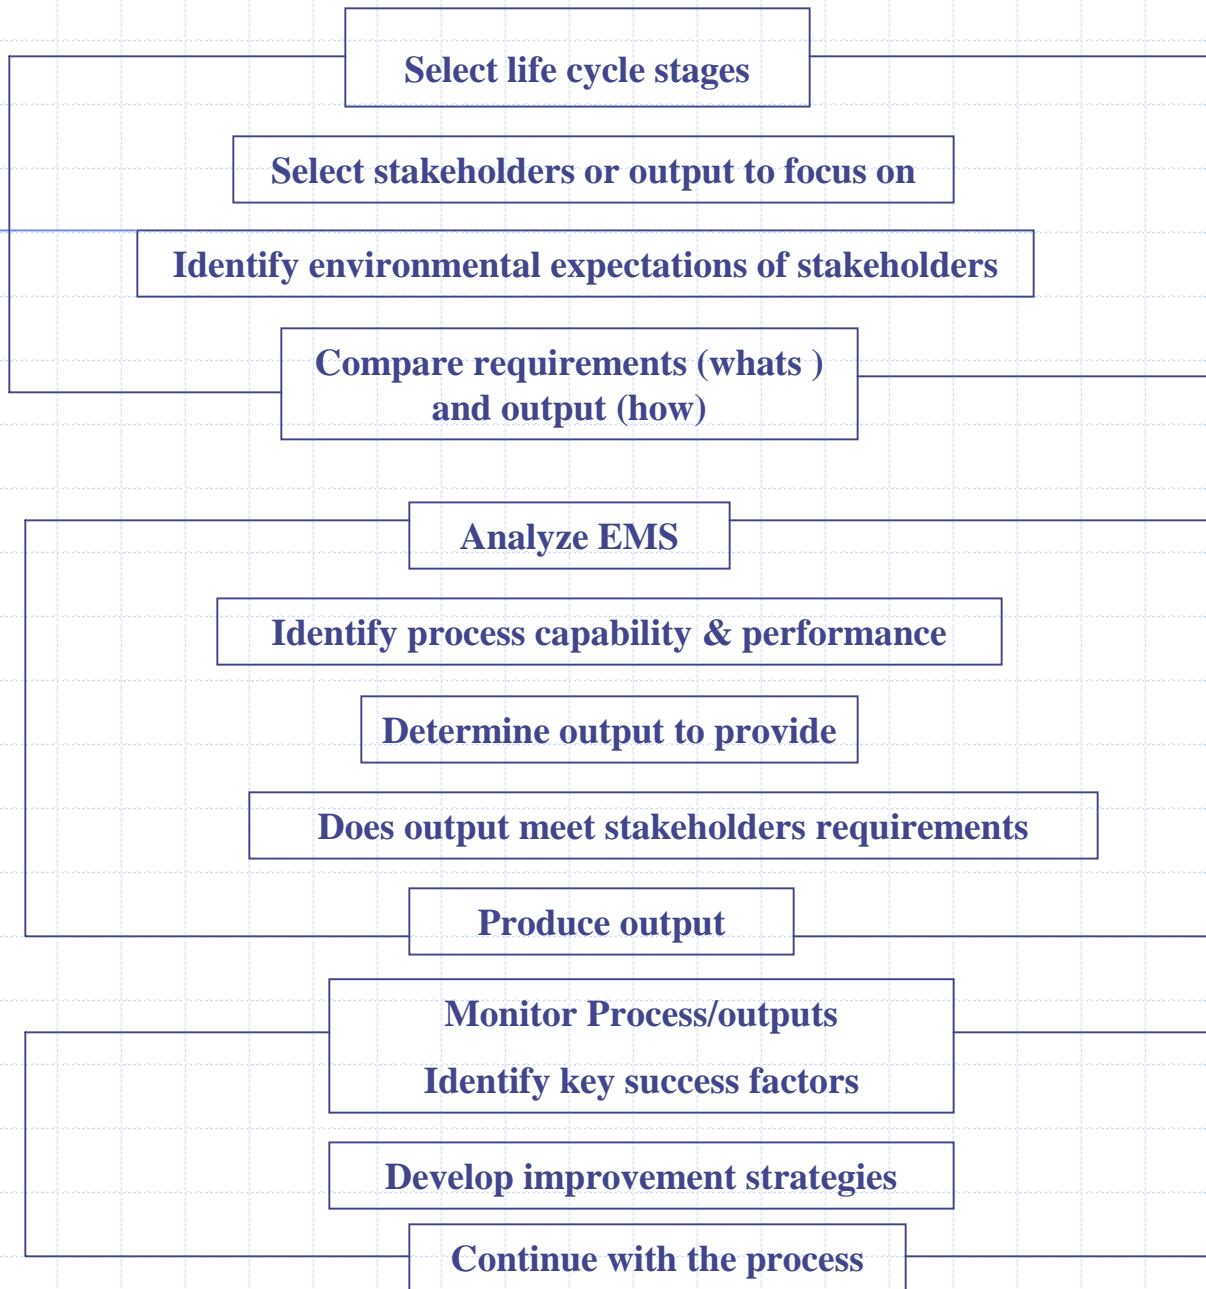 Select life cycle stages
Select stakeholders or output to focus on
Identify environmental expectations of stakeholders
Compare requirements (whats )
and output (how)
Analyze EMS
Identify process capability & performance
Determine output to provide
Does output meet stakeholders requirements
Produce output
Monitor Process/outputs
Identify key success factors
Develop improvement strategies
Continue with the process